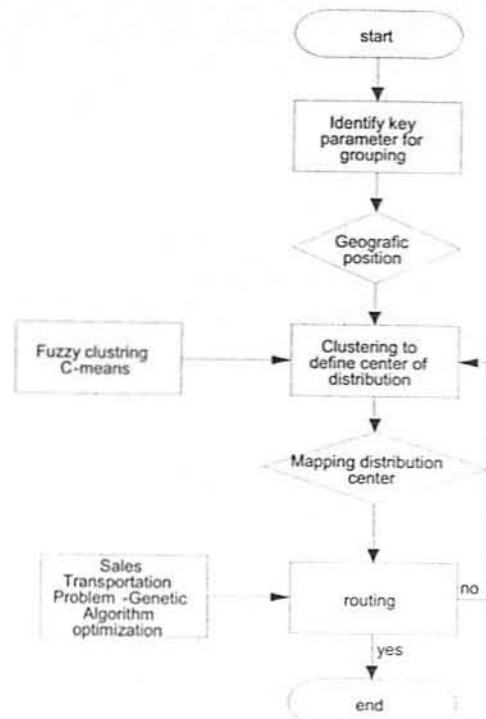 start
Identify key
parameter for
grouping
Geografic
position
Fuzzy clustring
C-means
Clustering to
define center of
distribution
Mapping distribution
center
Sales
Transportation
Problem -Genetic
Algorithm
optimization
routing
no
yes
end